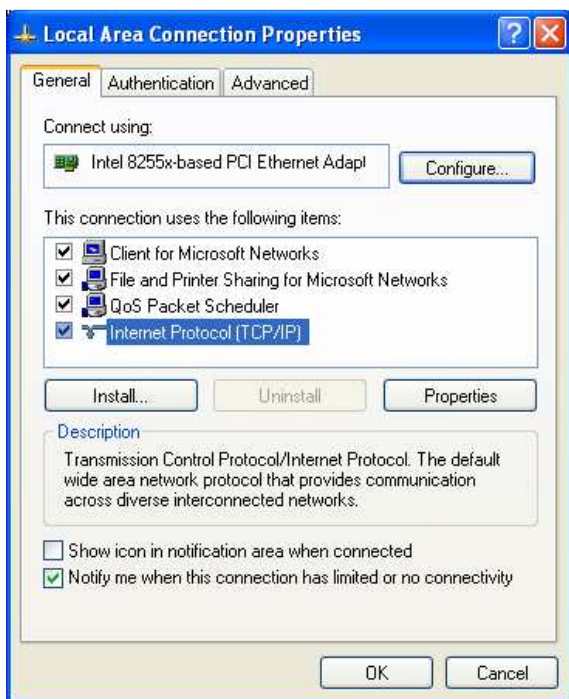 Local Area Connection Properties
General Authentication Advanced
Connect using:
Intel 8255x-based PCI Ethernet Adapt
Configure...
This connection uses the following items:
Client for Microsoft Networks
File and Printer Sharing for Microsoft Networks
QoS Packet Scheduler
Internet Protocol (TCP/IP)
Install... Uninstall Properties
Description
Transmission Control Protocol/Internet Protocol. The default
wide area network protocol that provides communication
across diverse interconnected networks.
Show icon in notification area when connected
Notify me when this connection has limited or no connectivity
OK Cancel